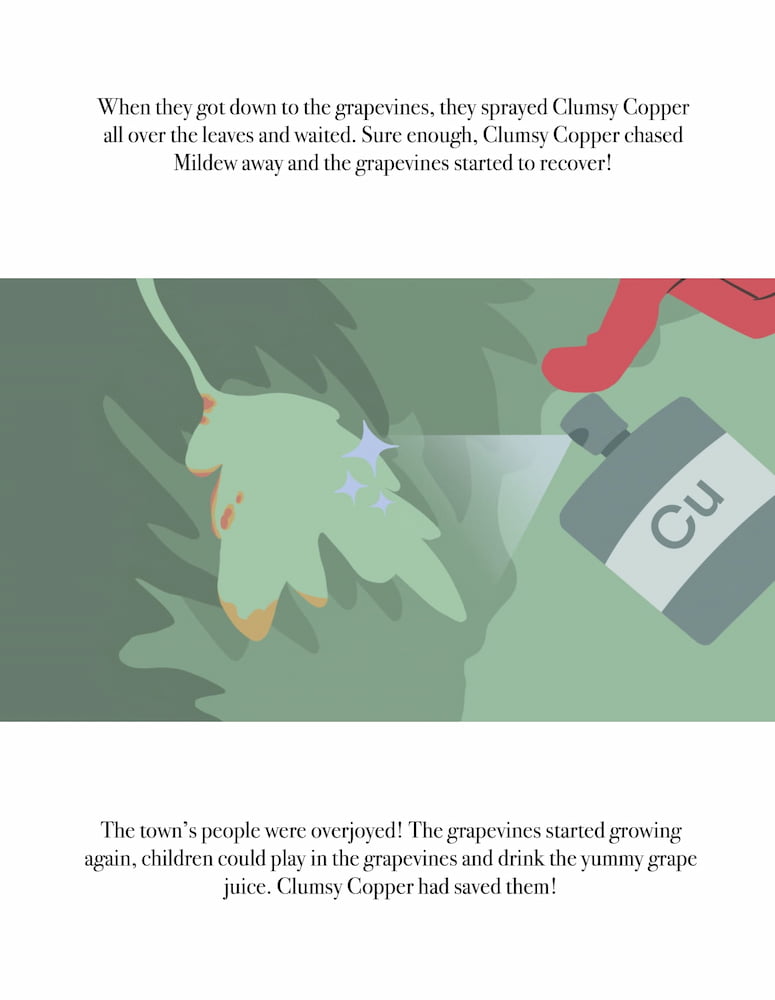 When they got down to the grapevines, they sprayed Clumsy Copper
all over the leaves and waited. Sure enough, Clumsy Copper chased
Mildew away and the grapevines started to recover!
Cu
The town’s people were overjoyed! The grapevines started growing
again, children could play in the grapevines and drink the yummy grape
juice. Clumsy Copper had saved them!